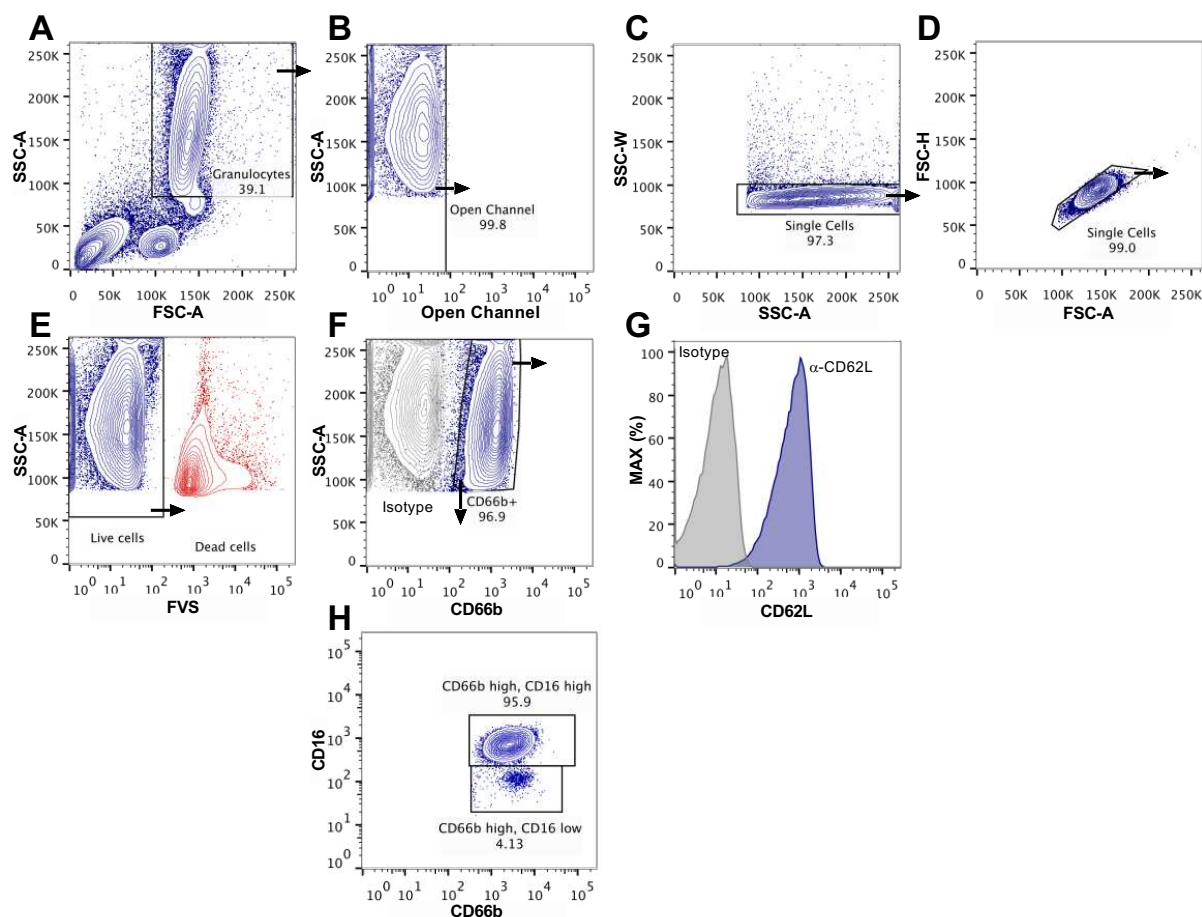 A
SSC-A
250K
200K
150K
100K
50K
0
Granulocytes
39.1
0 50K 100K 150K 200K 250K
FSC-A
B
SSC-A
250K
200K
150K
100K
50K
0
Open Channel
99.8
10^0 10^1 10^2 10^3 10^4 10^5
Open Channel
C
SSC-W
250K
200K
150K
100K
50K
0
Single Cells
97.3
0 50K 100K 150K 200K 250K
SSC-A
D
FSC-H
250K
200K
150K
100K
50K
0
Single Cells
99.0
0 50K 100K 150K 200K 250K
FSC-A
E
SSC-A
250K
200K
150K
100K
50K
0
Live cells Dead cells
10^0 10^1 10^2 10^3 10^4 10^5
FVS
F
SSC-A
250K
200K
150K
100K
50K
0
Isotype
CD66b+
96.9
10^0 10^1 10^2 10^3 10^4 10^5
CD66b
G
MAX (%)
100
80
60
40
20
0
Isotype
α-CD62L
10^0 10^1 10^2 10^3 10^4 10^5
CD62L
H
CD16
10^5
10^4
10^3
10^2
10^1
10^0
CD66b high, CD16 high
95.9
CD66b high, CD16 low
4.13
10^0 10^1 10^2 10^3 10^4 10^5
CD66b